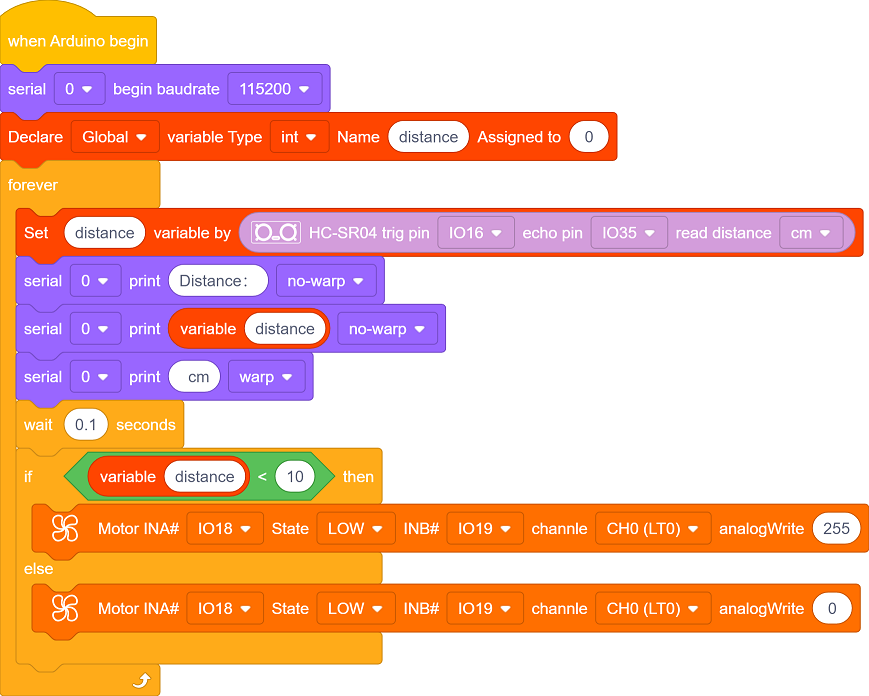 when Arduino begin
serial 0 begin baudrate 115200
Declare Global variable Type int Name distance Assigned to 0
forever
Set distance variable by HC-SR04 trig pin IO16 echo pin IO35 read distance cm
serial 0 print Distance: no-warp
serial 0 print variable distance no-warp
serial 0 print cm warp
wait 0.1 seconds
if variable distance < 10 then
Motor INA# IO18 State LOW INB# IO19 channle CH0 (LT0) analogWrite 255
else
Motor INA# IO18 State LOW INB# IO19 channle CH0 (LT0) analogWrite 0